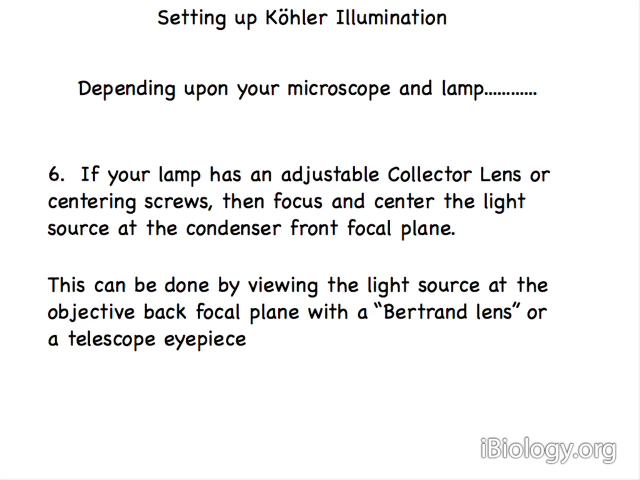 Setting up Köhler Illumination
Depending upon your microscope and lamp............
6.  If your lamp has an adjustable Collector Lens or
centering screws, then focus and center the light
source at the condenser front focal plane.
This can be done by viewing the light source at the
objective back focal plane with a “Bertrand lens” or
a telescope eyepiece
iBiology.org